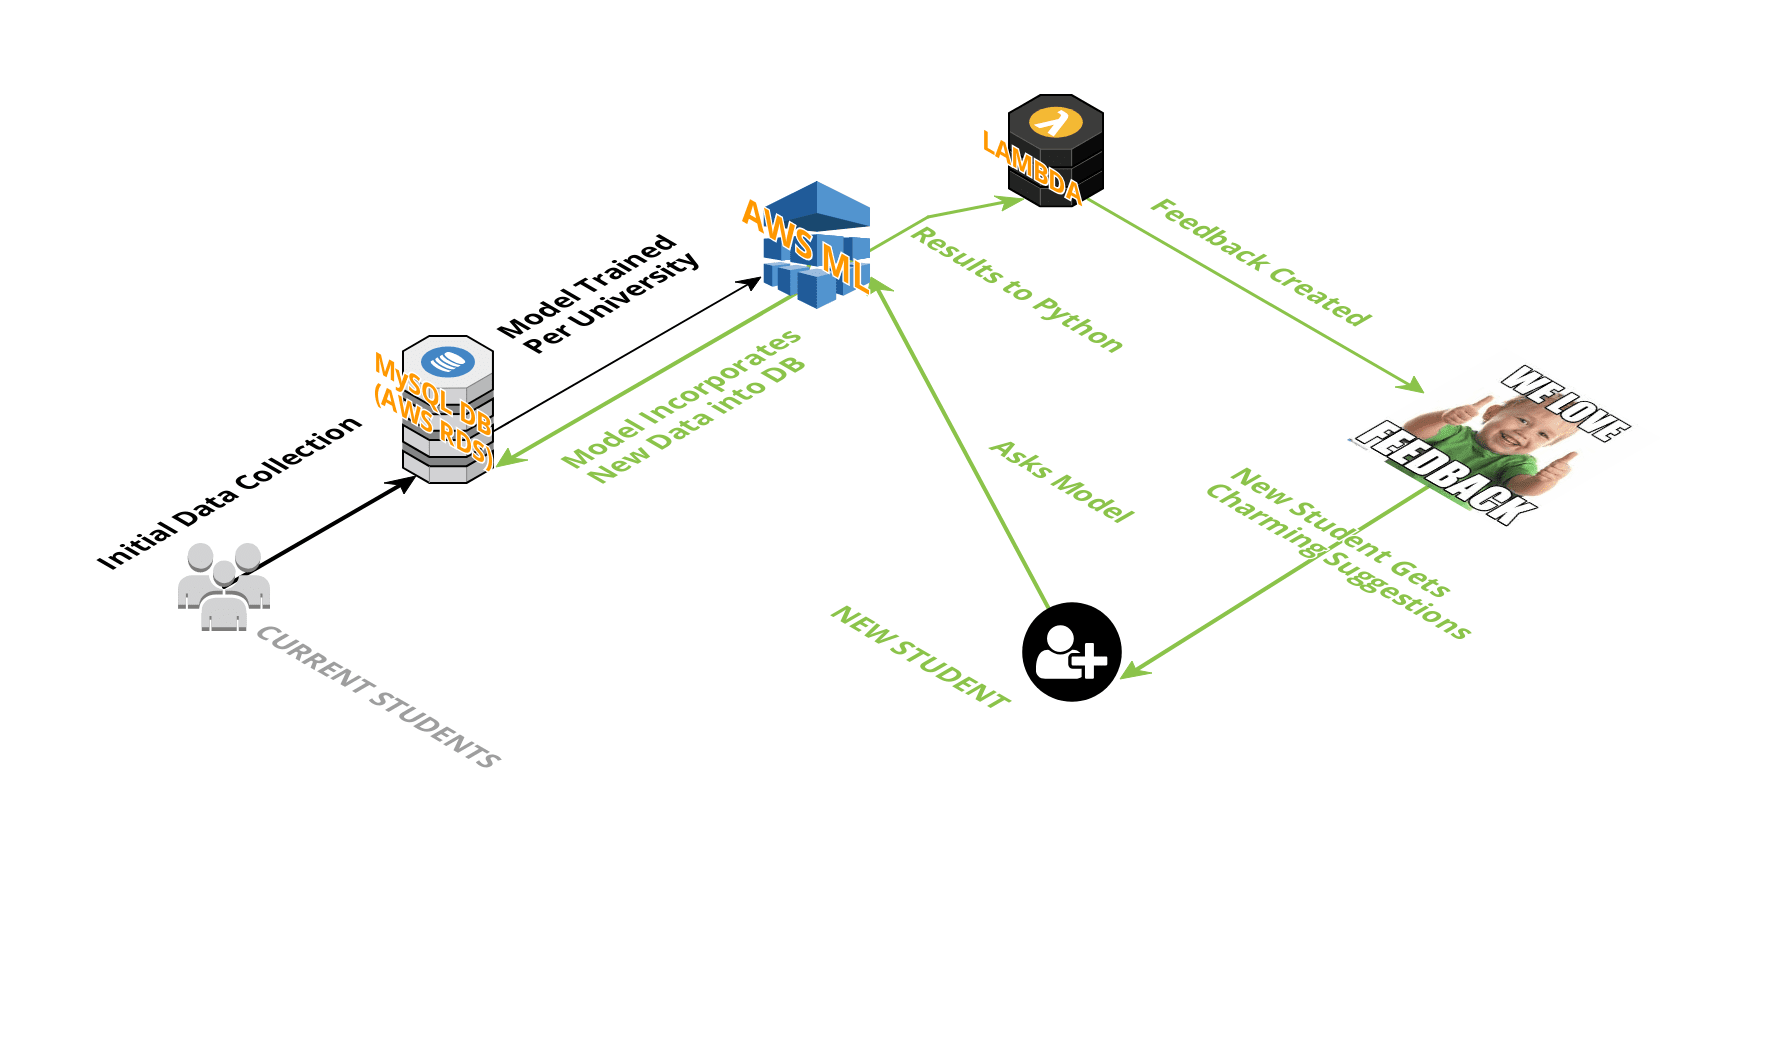 Initial Data Collection
CURRENT STUDENTS
MySQL DB
(AWS RDS)
Model Trained
Per University
AWS ML
Model Incorporates
New Data into DB
LAMBDA
Results to Python
Feedback Created
Asks Model
NEW STUDENT
WE LOVE
FEEDBACK
New Student Gets
Charming Suggestions